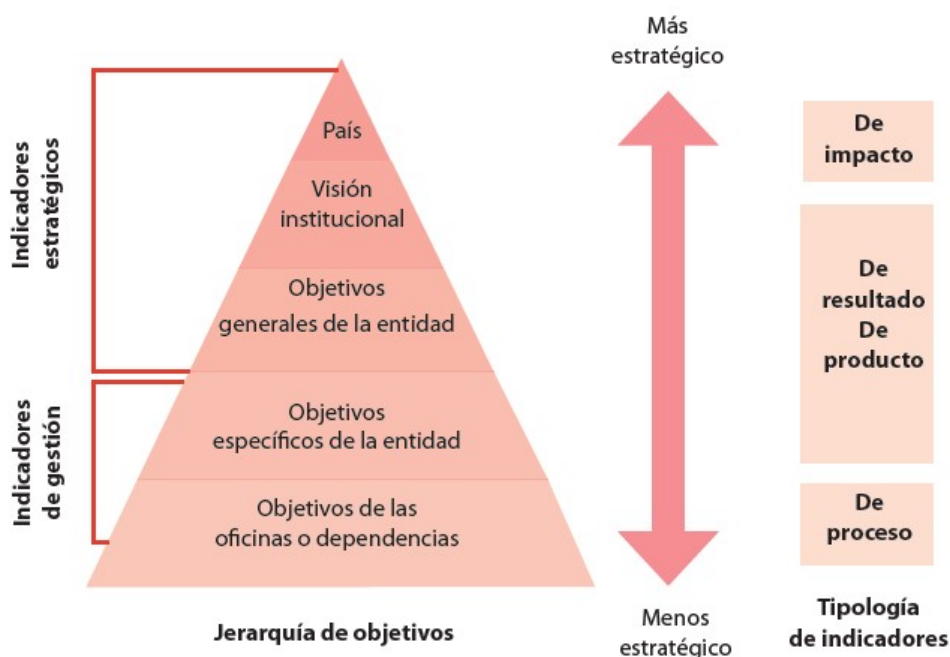 Indicadores
estratégicos
Indicadores
de gestión
País
Visión
institucional
Objetivos
generales de la entidad
Objetivos
específicos de la entidad
Objetivos de las
oficinas o dependencias
Jerarquía de objetivos
Más
estratégico
Menos
estratégico
De
impacto
De
resultado
De
producto
De
proceso
Tipología
de indicadores